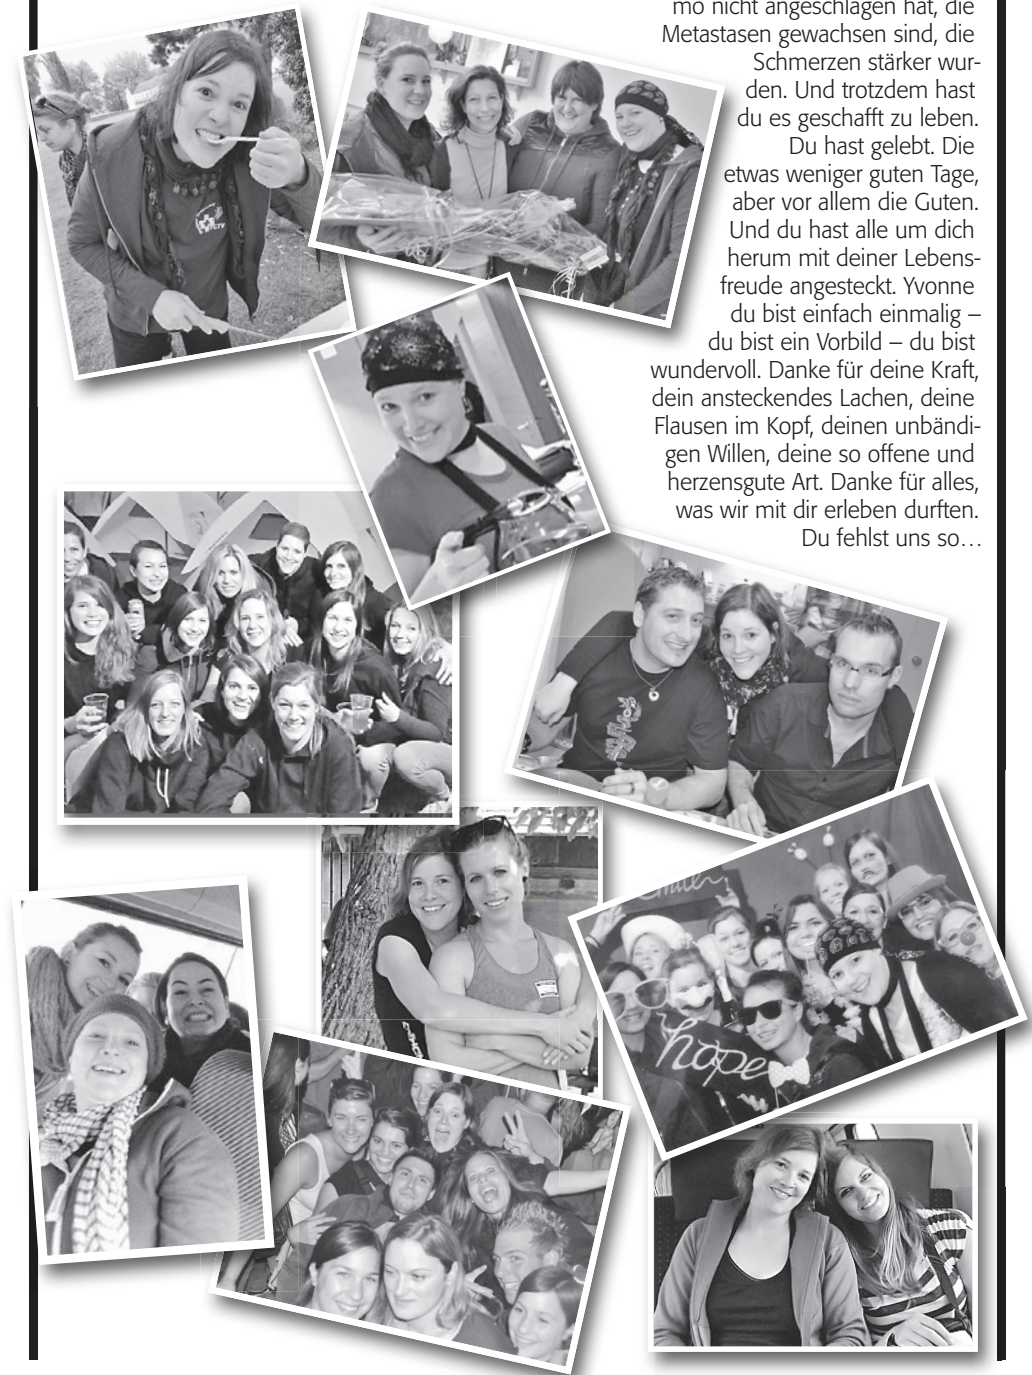 mo nicht angeschlagen hat, die
Metastasen gewachsen sind, die
Schmerzen stärker wur-
den. Und trotzdem hast
du es geschafft zu leben.
Du hast gelebt. Die
etwas weniger guten Tage,
aber vor allem die Guten.
Und du hast alle um dich
herum mit deiner Lebens-
freude angesteckt. Yvonne
du bist einfach einmalig –
du bist ein Vorbild – du bist
wundervoll. Danke für deine Kraft,
dein ansteckendes Lachen, deine
Flausen im Kopf, deinen unbändi-
gen Willen, deine so offene und
herzensgute Art. Danke für alles,
was wir mit dir erleben durften.
Du fehlst uns so…
hope